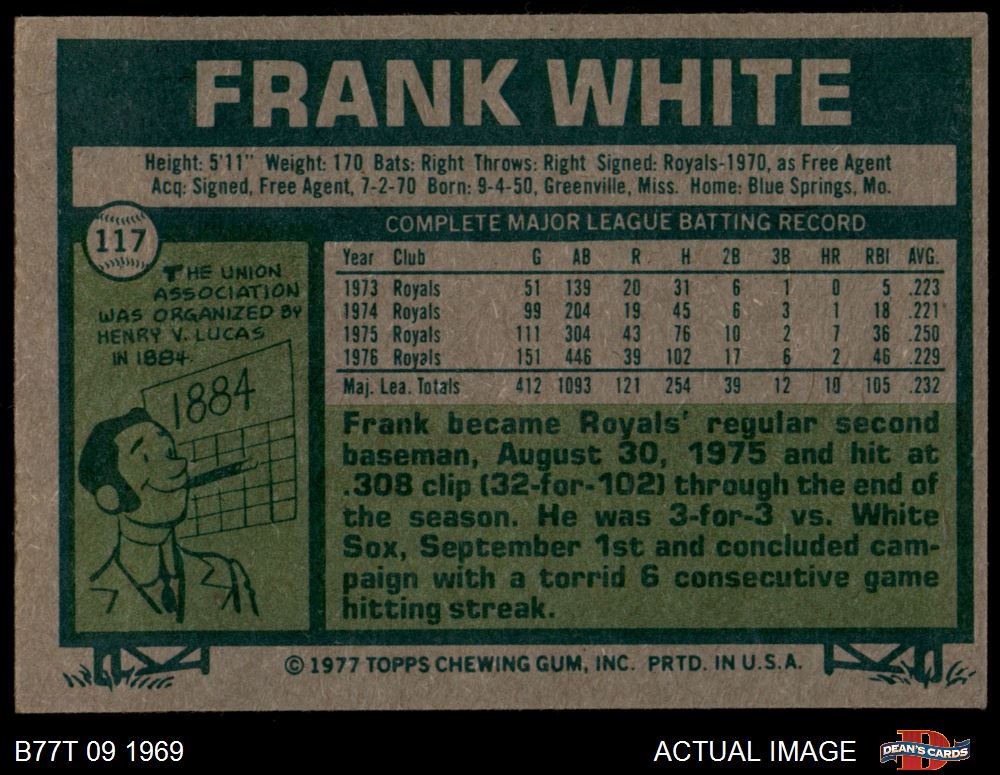 FRANK WHITE
Height: 5'11" Weight: 170 Bats: Right Throws: Right Signed: Royals-1970, as Free Agent
Acq: Signed, Free Agent, 7-2-70 Born: 9-4-50, Greenville, Miss. Home: Blue Springs, Mo.
117
THE UNION
ASSOCIATION
WAS ORGANIZED BY
HENRY V. LUCAS
IN 1884.
1884
COMPLETE MAJOR LEAGUE BATTING RECORD
Year Club G AB R H 2B 3B HR RBI AVG.
1973 Royals 51 139 20 31 6 1 0 5 .223
1974 Royals 99 204 19 45 6 3 1 18 .221
1975 Royals 111 304 43 76 10 2 7 36 .250
1976 Royals 151 446 39 102 17 6 2 46 .229
Maj. Lea. Totals 412 1093 121 254 39 12 10 105 .232
Frank became Royals' regular second
baseman, August 30, 1975 and hit at
.308 clip (32-for-102) through the end of
the season. He was 3-for-3 vs. White
Sox, September 1st and concluded cam-
paign with a torrid 6 consecutive game
hitting streak.
© 1977 TOPPS CHEWING GUM, INC. PRTD. IN U.S.A.
B77T 09 1969
ACTUAL IMAGE
D
DEAN'S CARDS